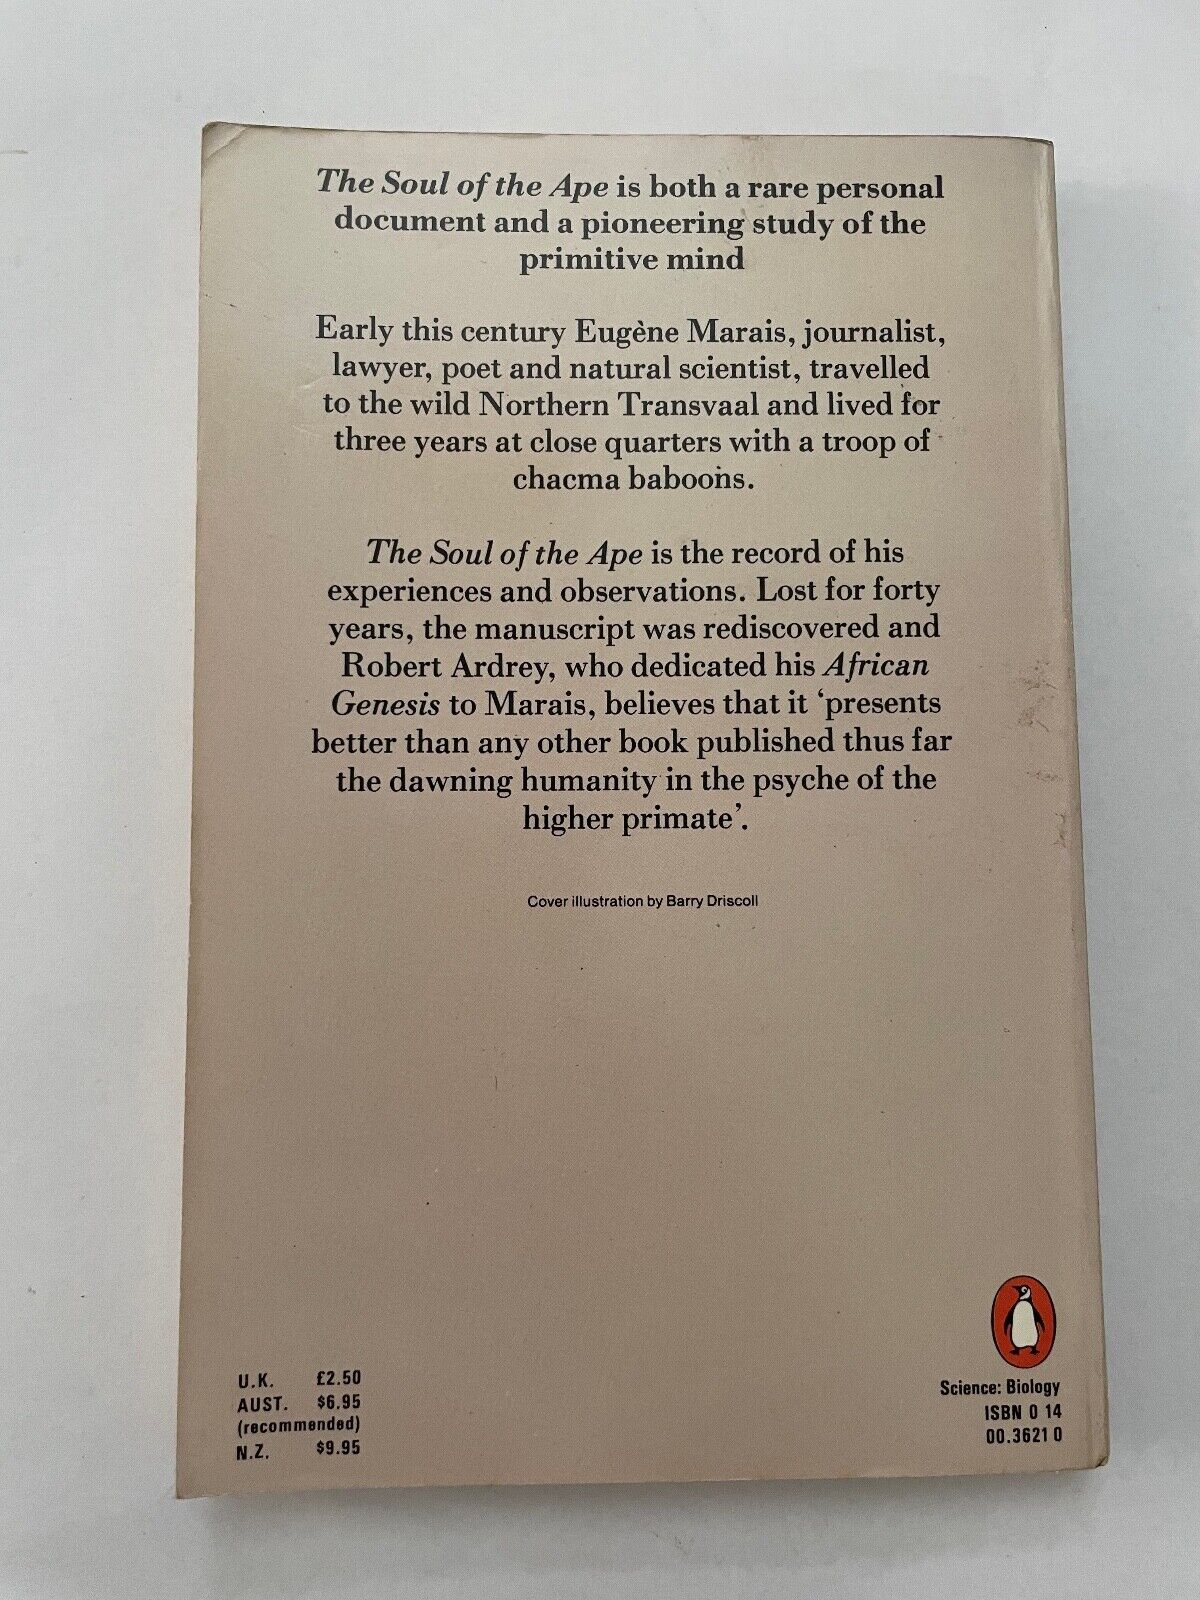 The Soul of the Ape is both a rare personal
document and a pioneering study of the
primitive mind
Early this century Eugène Marais, journalist,
lawyer, poet and natural scientist, travelled
to the wild Northern Transvaal and lived for
three years at close quarters with a troop of
chacma baboons.
The Soul of the Ape is the record of his
experiences and observations. Lost for forty
years, the manuscript was rediscovered and
Robert Ardrey, who dedicated his African
Genesis to Marais, believes that it ‘presents
better than any other book published thus far
the dawning humanity in the psyche of the
higher primate’.
Cover illustration by Barry Driscoll
U.K. £2.50
AUST. $6.95
(recommended)
N.Z. $9.95
Science: Biology
ISBN 0 14
00.3621 0